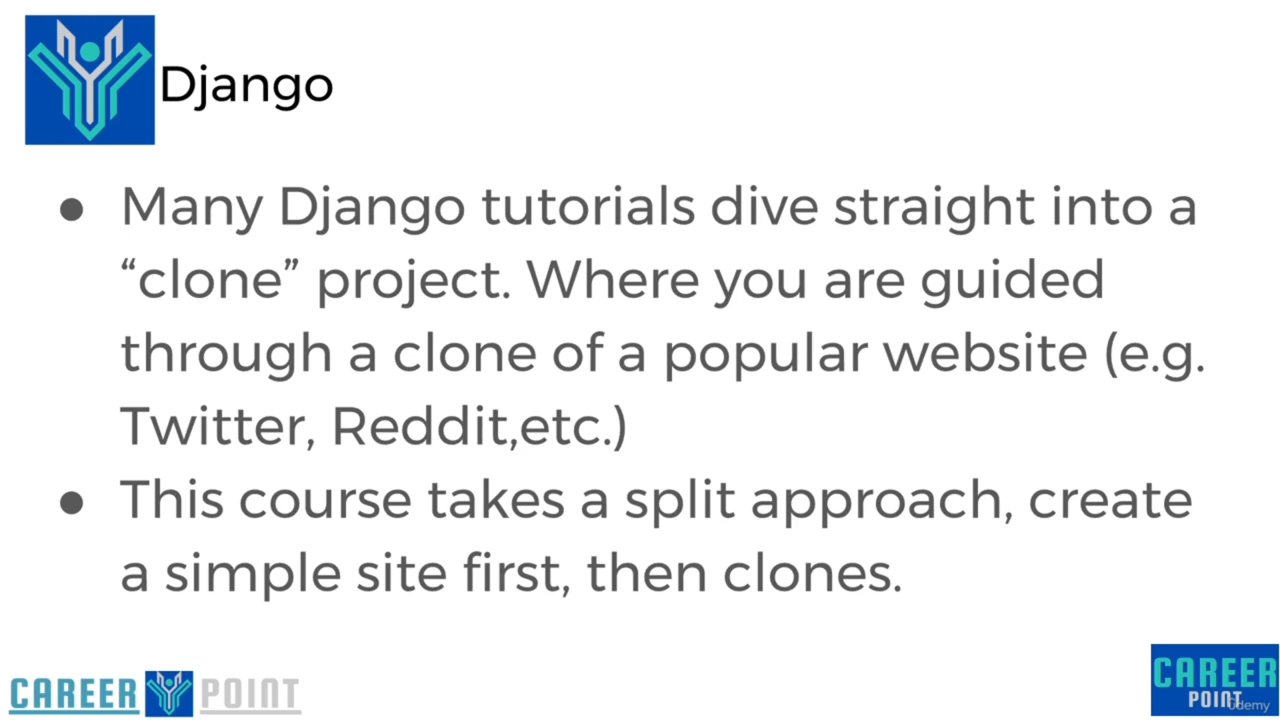 Django
● Many Django tutorials dive straight into a
“clone” project. Where you are guided
through a clone of a popular website (e.g.
Twitter, Reddit,etc.)
● This course takes a split approach, create
a simple site first, then clones.
CAREER POINT
CAREER
POINT
Udemy